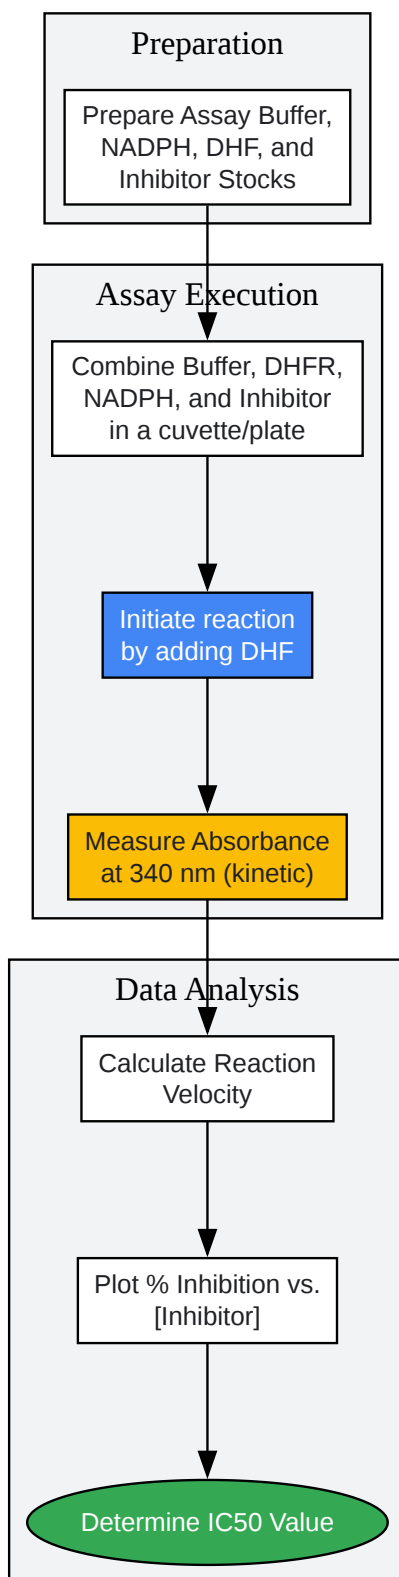 Preparation
Prepare Assay Buffer,
NADPH, DHF, and
Inhibitor Stocks
Assay Execution
Combine Buffer, DHFR,
NADPH, and Inhibitor
in a cuvette/plate
Initiate reaction
by adding DHF
Measure Absorbance
at 340 nm (kinetic)
Data Analysis
Calculate Reaction
Velocity
Plot % Inhibition vs.
[Inhibitor]
Determine IC50 Value